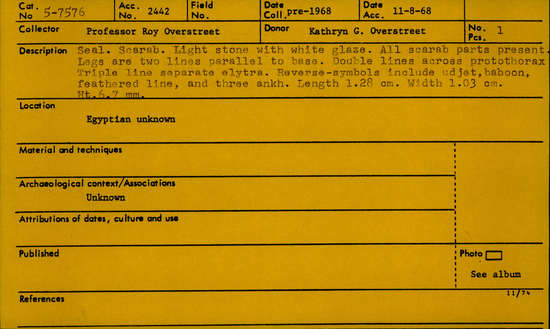 Cat. No 5-7576 Acc. No. 2442 Field No. Date Coll. pre-1968 Date Acc. 11-8-68
Collector Professor Roy Overstreet Donor Kathryn G. Overstreet No. Pcs. 1
Description Seal. Scarab. Light stone with white glaze. All scarab parts present.
Legs are two lines parallel to base. Double lines across protothorax
Triple line separate elytra. Reverse-symbols include udjet,baboon,
feathered line, and three ankh. Length 1.28 cm. Width 1.03 cm.
Ht.6.7 mm.
Location
Egyptian unknown
Material and techniques
Archaeological context/Associations
Unknown
Attributions of dates, culture and use
Published
Photo
See album
References
11/74